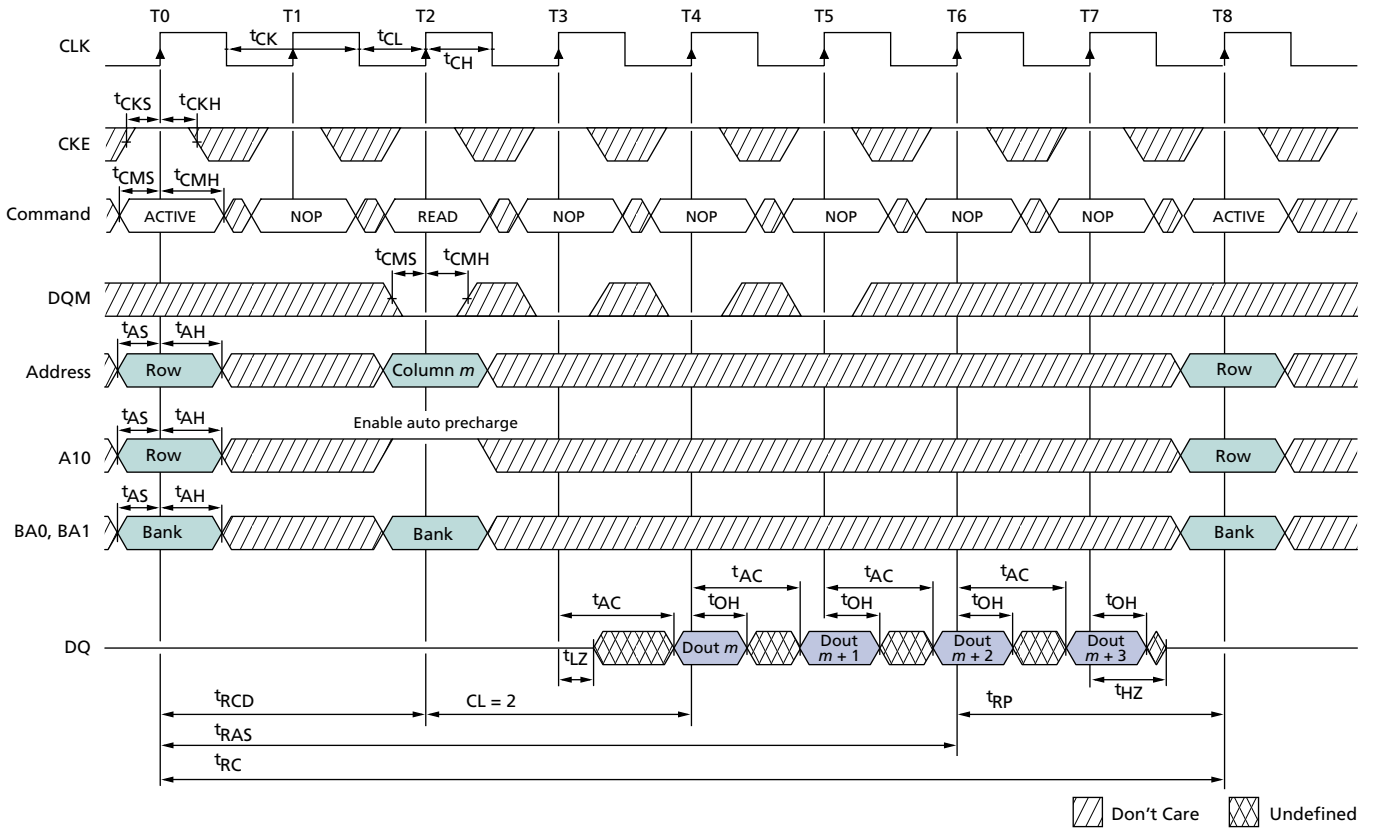 T0 T1 T2 T3 T4 T5 T6 T7 T8
CLK tCK tCL tCH
tCKS tCKH
CKE
tCMS tCMH
Command ACTIVE NOP READ NOP NOP NOP NOP NOP ACTIVE
tCMS tCMH
DQM
tAS tAH
Address Row Column m Row
tAS tAH Enable auto precharge
A10 Row Row
tAS tAH
BA0, BA1 Bank Bank Bank
tAC tAC tAC
tAC tOH tOH tOH tOH
DQ Dout m Dout m + 1 Dout m + 2 Dout m + 3
tLZ tHZ
tRCD CL = 2 tRP
tRAS
tRC
Don't Care Undefined